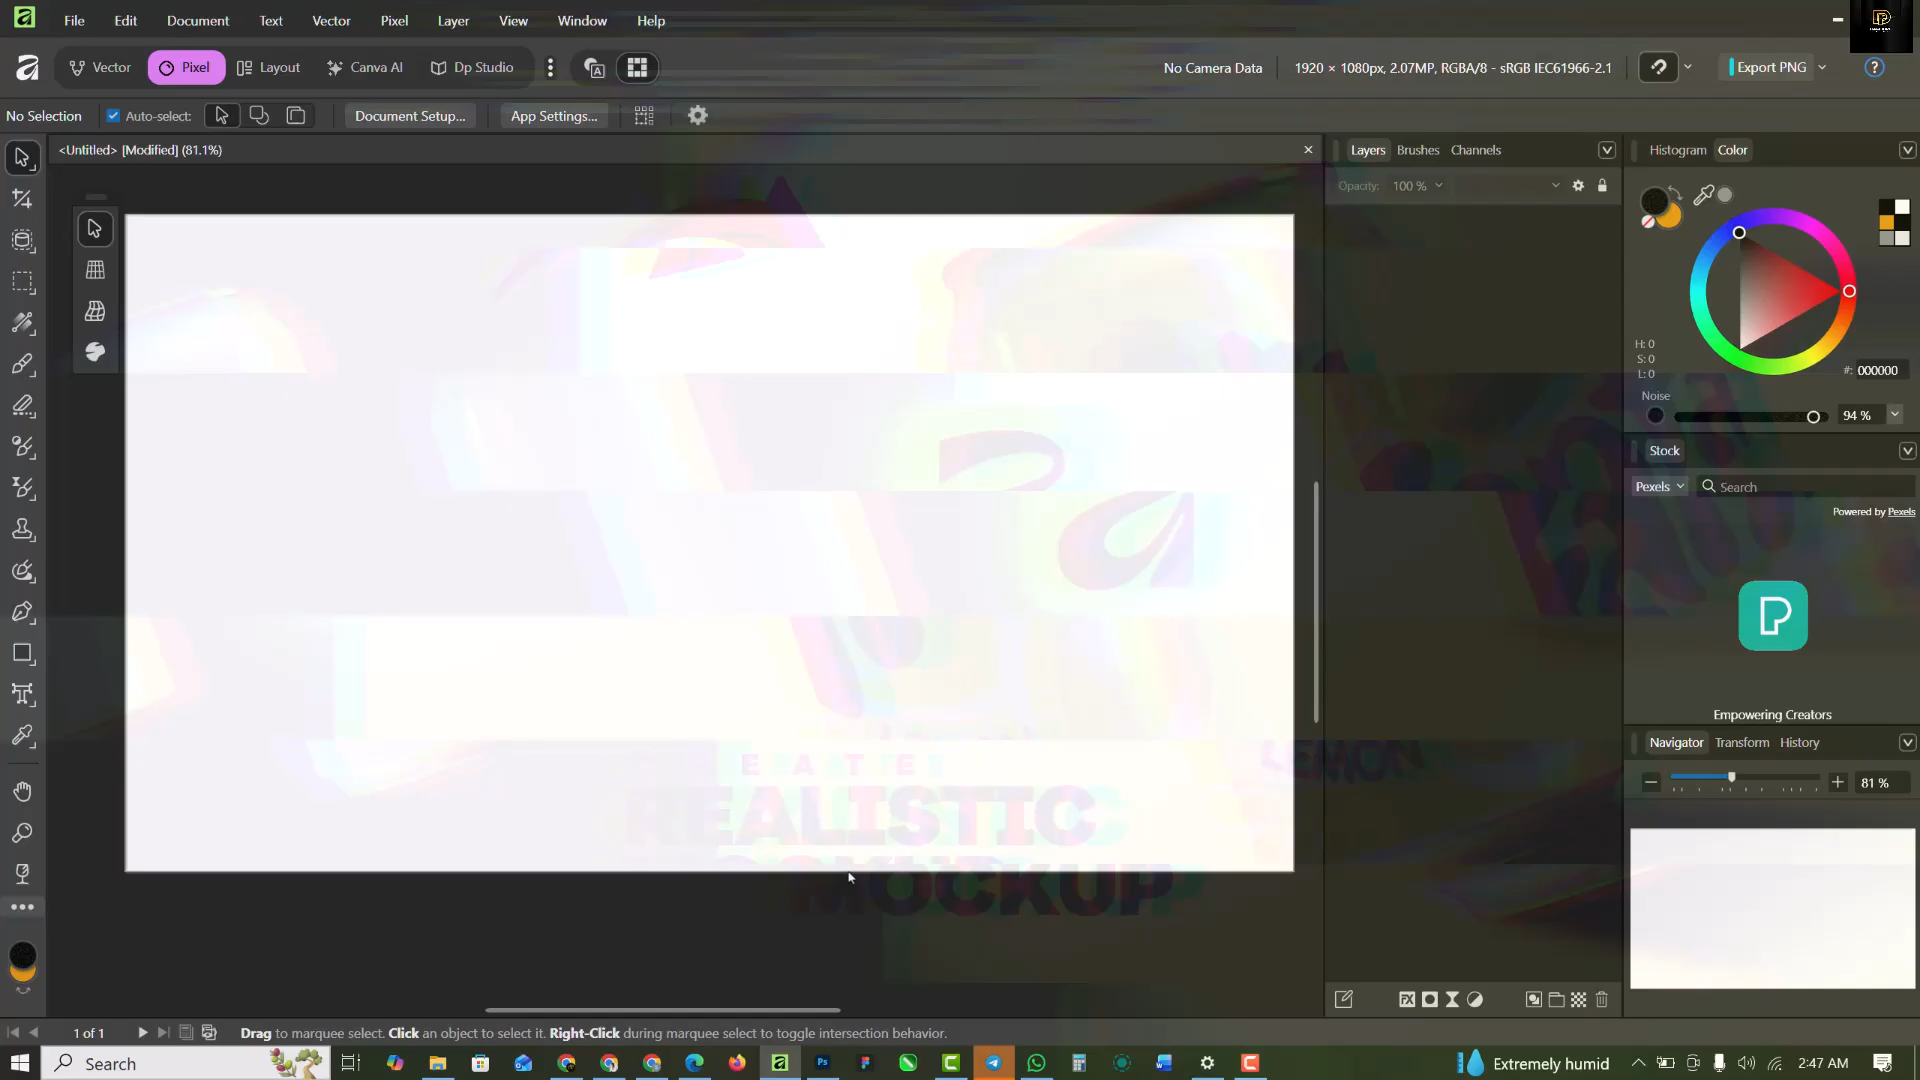 File Edit Document Text Vector Pixel Layer View Window Help
Vector Pixel Layout Canva AI Dp Studio No Camera Data 1920 × 1080px, 2.07MP, RGBA/8 - sRGB IEC61966-2.1 Export PNG ?
No Selection Auto-select: Document Setup... App Settings...
<Untitled> [Modified] (81.1%) Layers Brushes Channels Histogram Color
Opacity: 100 %
H: 0
S: 0
L: 0
#: 000000
Noise
94 %
Stock
Pexels Search
Powered by Pexels
Empowering Creators
LEMON
REALISTIC
MOCKUP
Navigator Transform History
81 %
1 of 1 Drag to marquee select. Click an object to select it. Right-Click during marquee select to toggle intersection behavior.
Search Extremely humid 2:47 AM